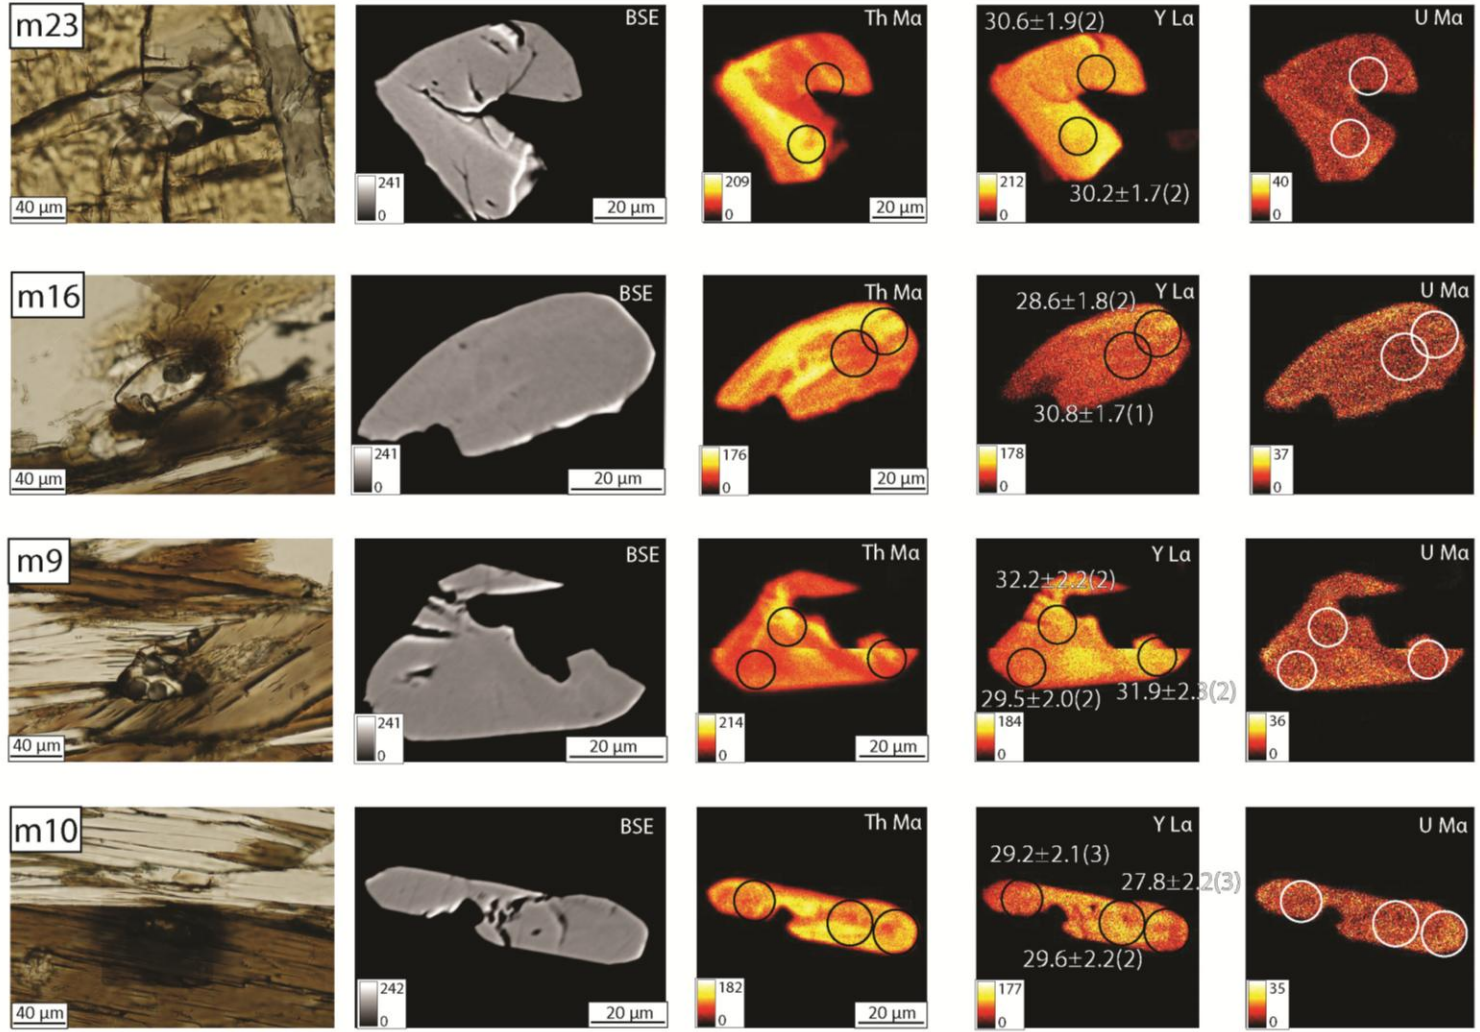 m23
40 µm
BSE
241
0
20 µm
Th Mα
209
0
20 µm
30.6±1.9(2)
Y Lα
212
0
30.2±1.7(2)
U Mα
40
0
m16
40 µm
BSE
241
0
20 µm
Th Mα
176
0
20 µm
28.6±1.8(2)
Y Lα
30.8±1.7(1)
178
0
U Mα
37
0
m9
40 µm
BSE
241
0
20 µm
Th Mα
214
0
20 µm
Y Lα
32.2±2.2(2)
29.5±2.0(2)
31.9±2.3(2)
184
0
U Mα
36
0
m10
40 µm
BSE
242
0
20 µm
Th Mα
182
0
20 µm
Y Lα
29.2±2.1(3)
27.8±2.2(3)
29.6±2.2(2)
177
0
U Mα
35
0